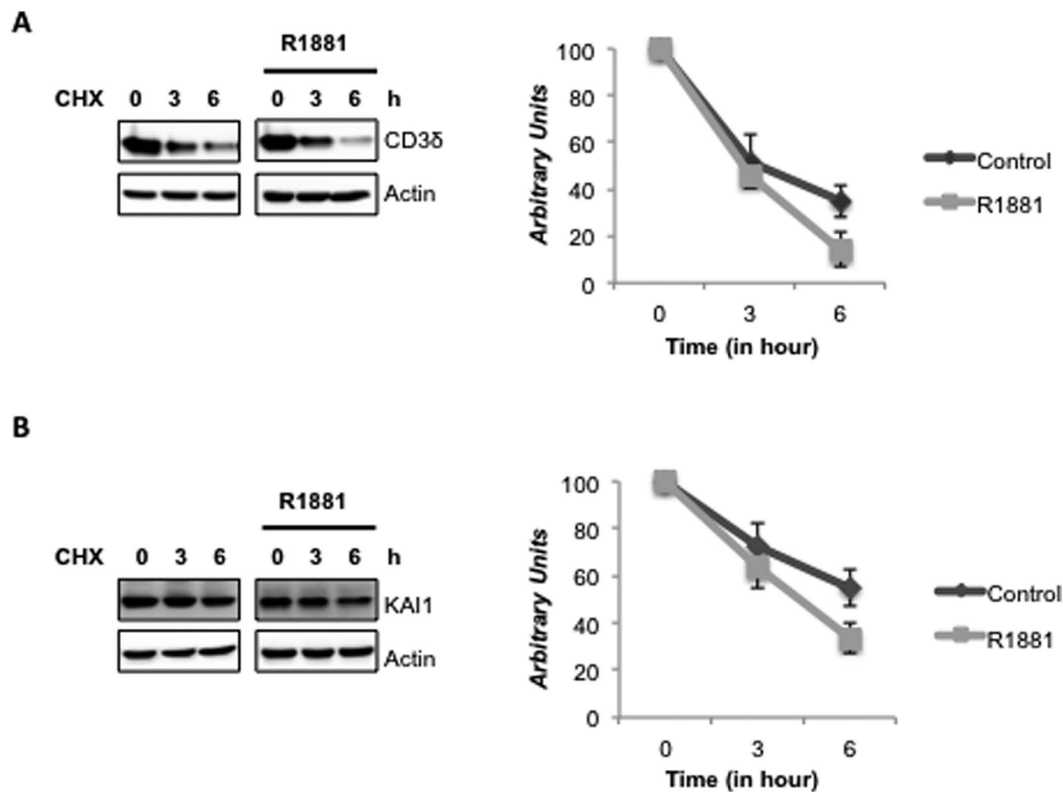 A
R1881
CHX 0 3 6 0 3 6 h
CD3δ
Actin
Arbitrary Units
100
80
60
40
20
0
0 3 6
Time (in hour)
Control
R1881
B
R1881
CHX 0 3 6 0 3 6 h
KAI1
Actin
Arbitrary Units
100
80
60
40
20
0
0 3 6
Time (in hour)
Control
R1881